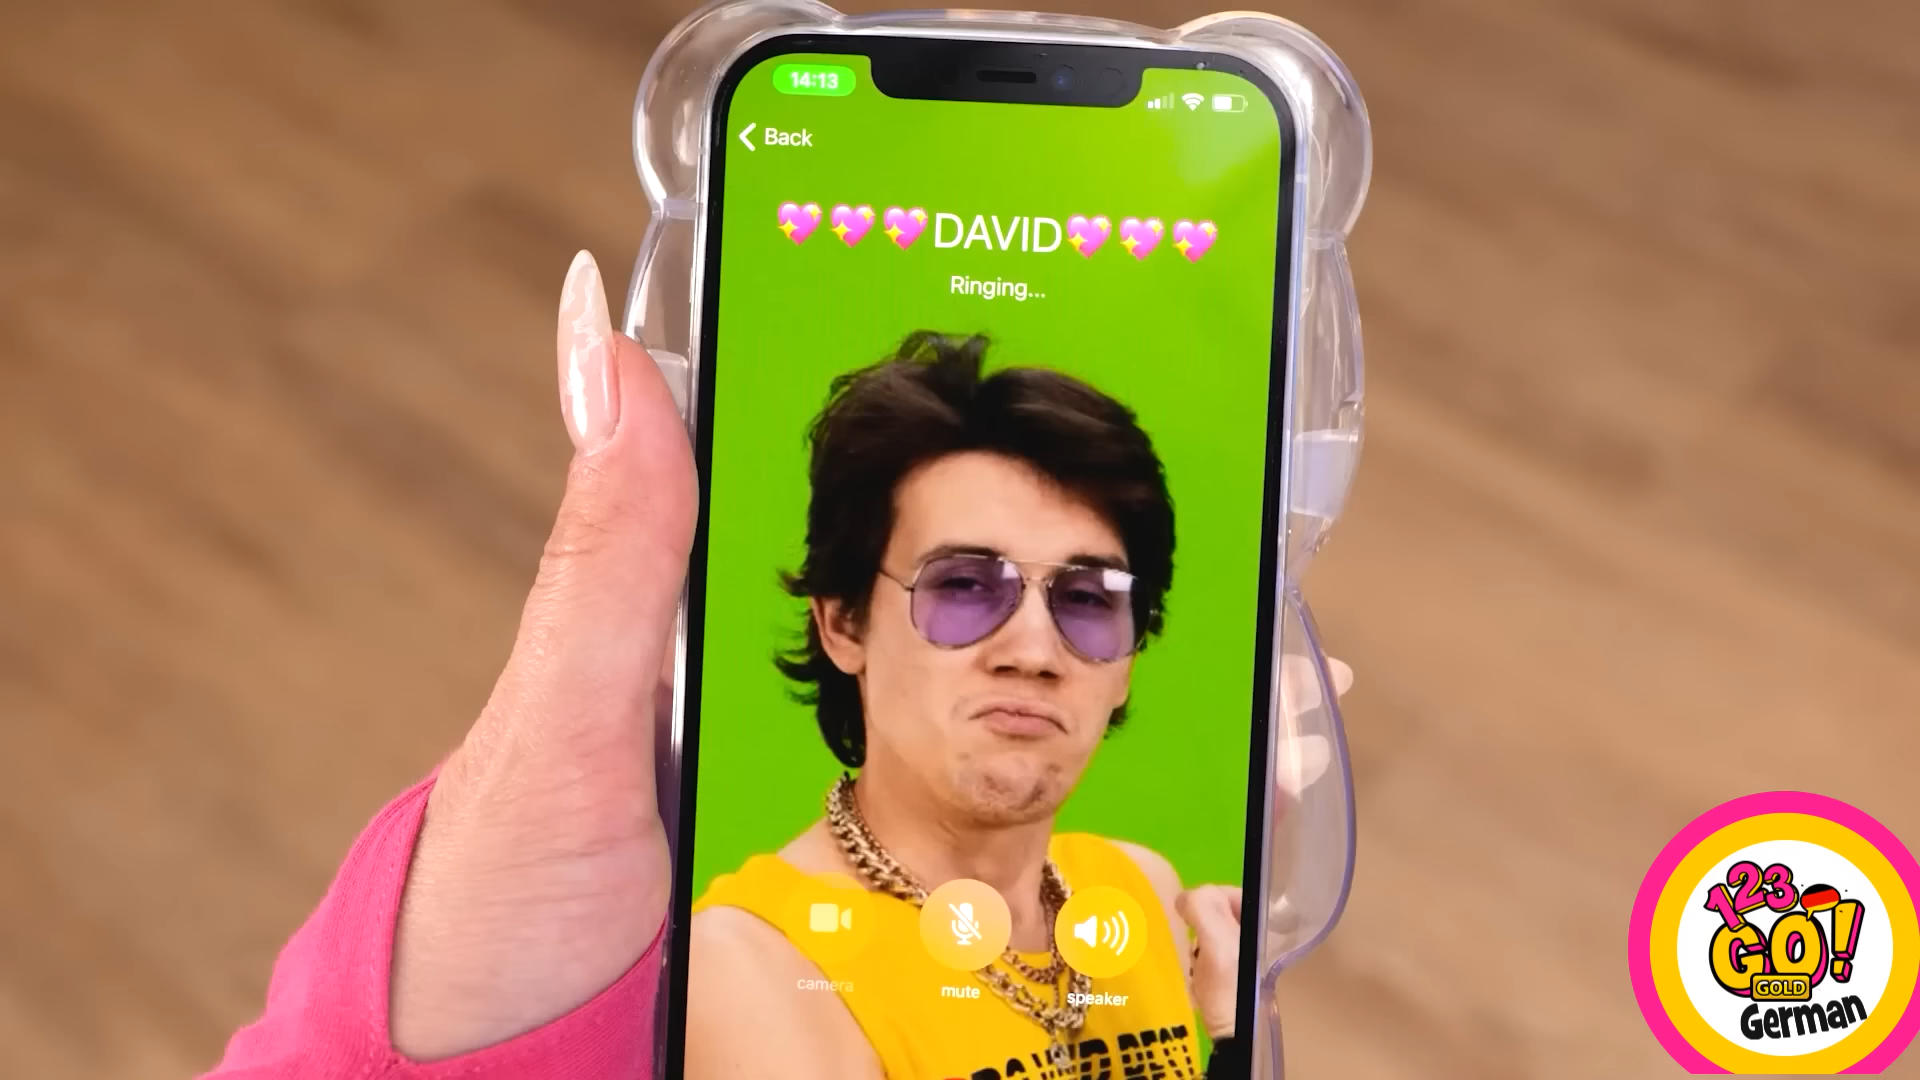 14:13
Back
💖💖💖DAVID💖💖💖
Ringing...
camera
mute
speaker
123
GO!
GOLD
German